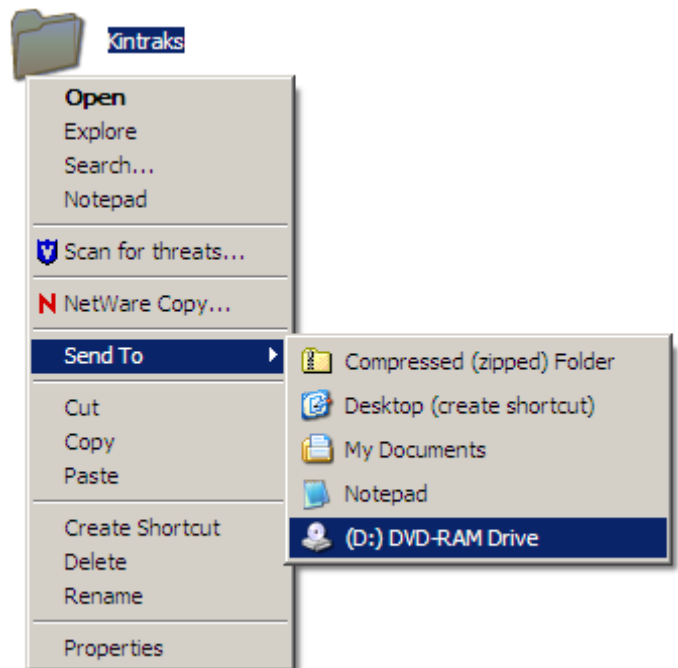 Kintraks
Open
Explore
Search...
Notepad
Scan for threats...
N NetWare Copy...
Send To
Cut
Copy
Paste
Create Shortcut
Delete
Rename
Properties
Compressed (zipped) Folder
Desktop (create shortcut)
My Documents
Notepad
(D:) DVD-RAM Drive